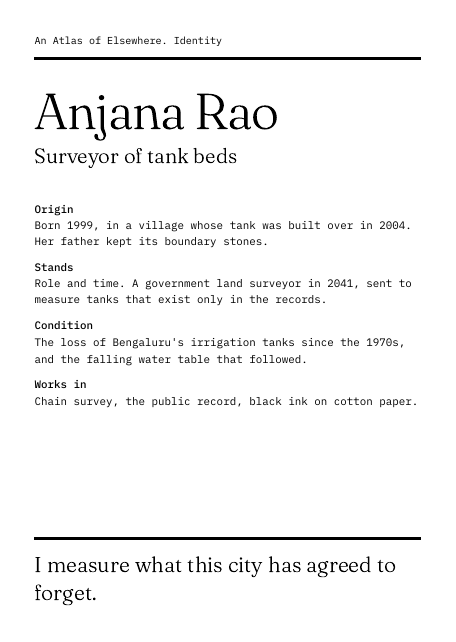 An Atlas of Elsewhere. Identity
Anjana Rao
Surveyor of tank beds
Origin
Born 1999, in a village whose tank was built over in 2004.
Her father kept its boundary stones.
Stands
Role and time. A government land surveyor in 2041, sent to
measure tanks that exist only in the records.
Condition
The loss of Bengaluru's irrigation tanks since the 1970s,
and the falling water table that followed.
Works in
Chain survey, the public record, black ink on cotton paper.
I measure what this city has agreed to
forget.